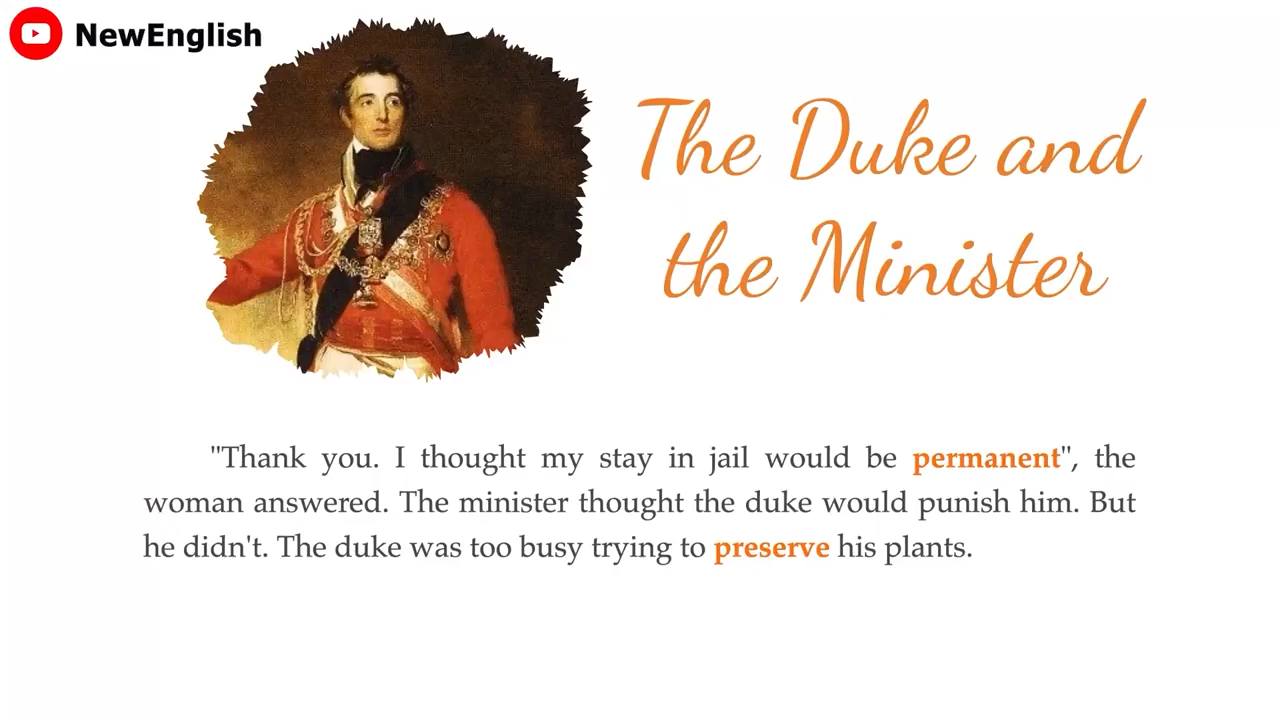 NewEnglish
The Duke and
the Minister
"Thank you. I thought my stay in jail would be permanent", the
woman answered. The minister thought the duke would punish him. But
he didn't. The duke was too busy trying to preserve his plants.